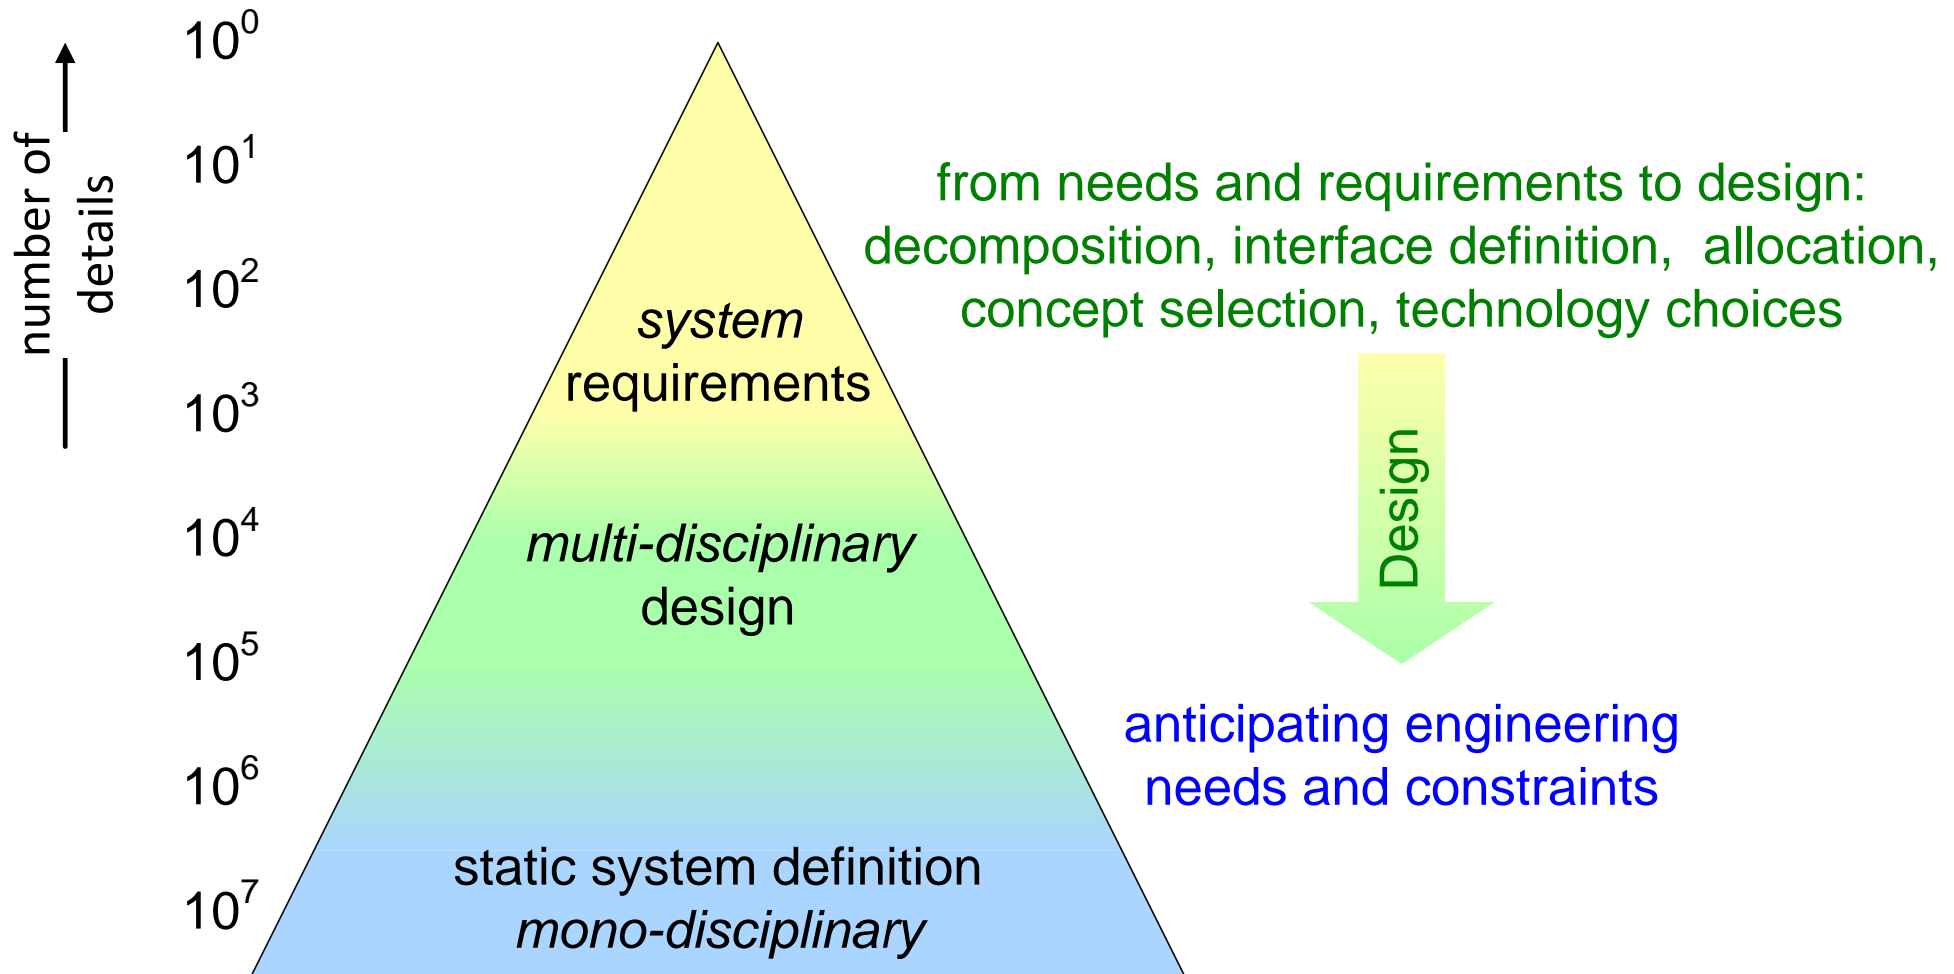 number of
details
10⁰
10¹
10²
10³
10⁴
10⁵
10⁶
10⁷
system
requirements
multi-disciplinary
design
static system definition
mono-disciplinary
from needs and requirements to design:
decomposition, interface definition, allocation,
concept selection, technology choices
Design
anticipating engineering
needs and constraints